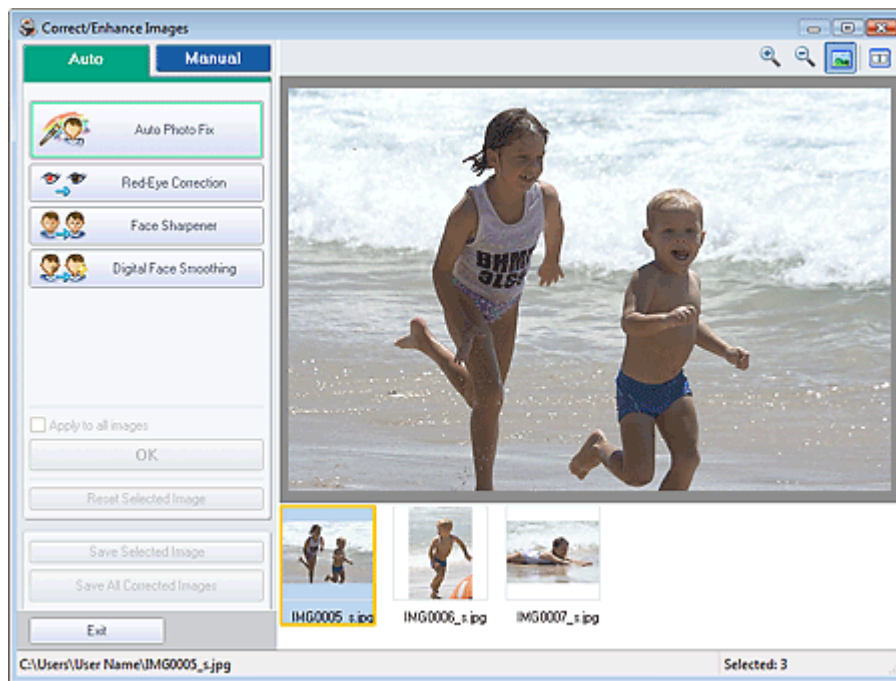 Correct/Enhance Images
Auto
Manual
Auto Photo Fix
Red-Eye Correction
Face Sharpener
Digital Face Smoothing
Apply to all images
OK
Reset Selected Image
Save Selected Image
Save All Corrected Images
Exit
IMG0005_s.jpg
IMG0006_s.jpg
IMG0007_s.jpg
C:\Users\User Name\IMG0005_s.jpg
Selected: 3